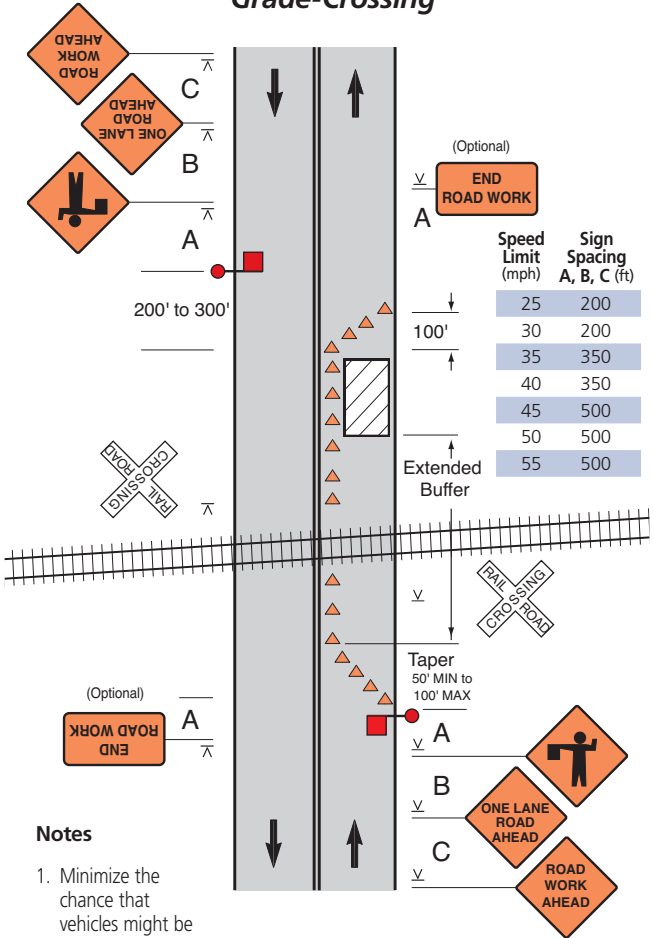 Grade-Crossing
ROAD
WORK
AHEAD
C
ONE LANE
ROAD
AHEAD
B
A
200' to 300'
(Optional)
END
ROAD WORK
A
Speed
Limit
(mph)
Sign
Spacing
A, B, C (ft)
25 200
30 200
35 350
40 350
45 500
50 500
55 500
100'
Extended
Buffer
RAIL ROAD
CROSSING
RAIL ROAD
CROSSING
Taper
50' MIN to
100' MAX
(Optional)
END
ROAD WORK
A
A
B
ONE LANE
ROAD
AHEAD
C
ROAD
WORK
AHEAD
Notes
1. Minimize the
chance that
vehicles might be